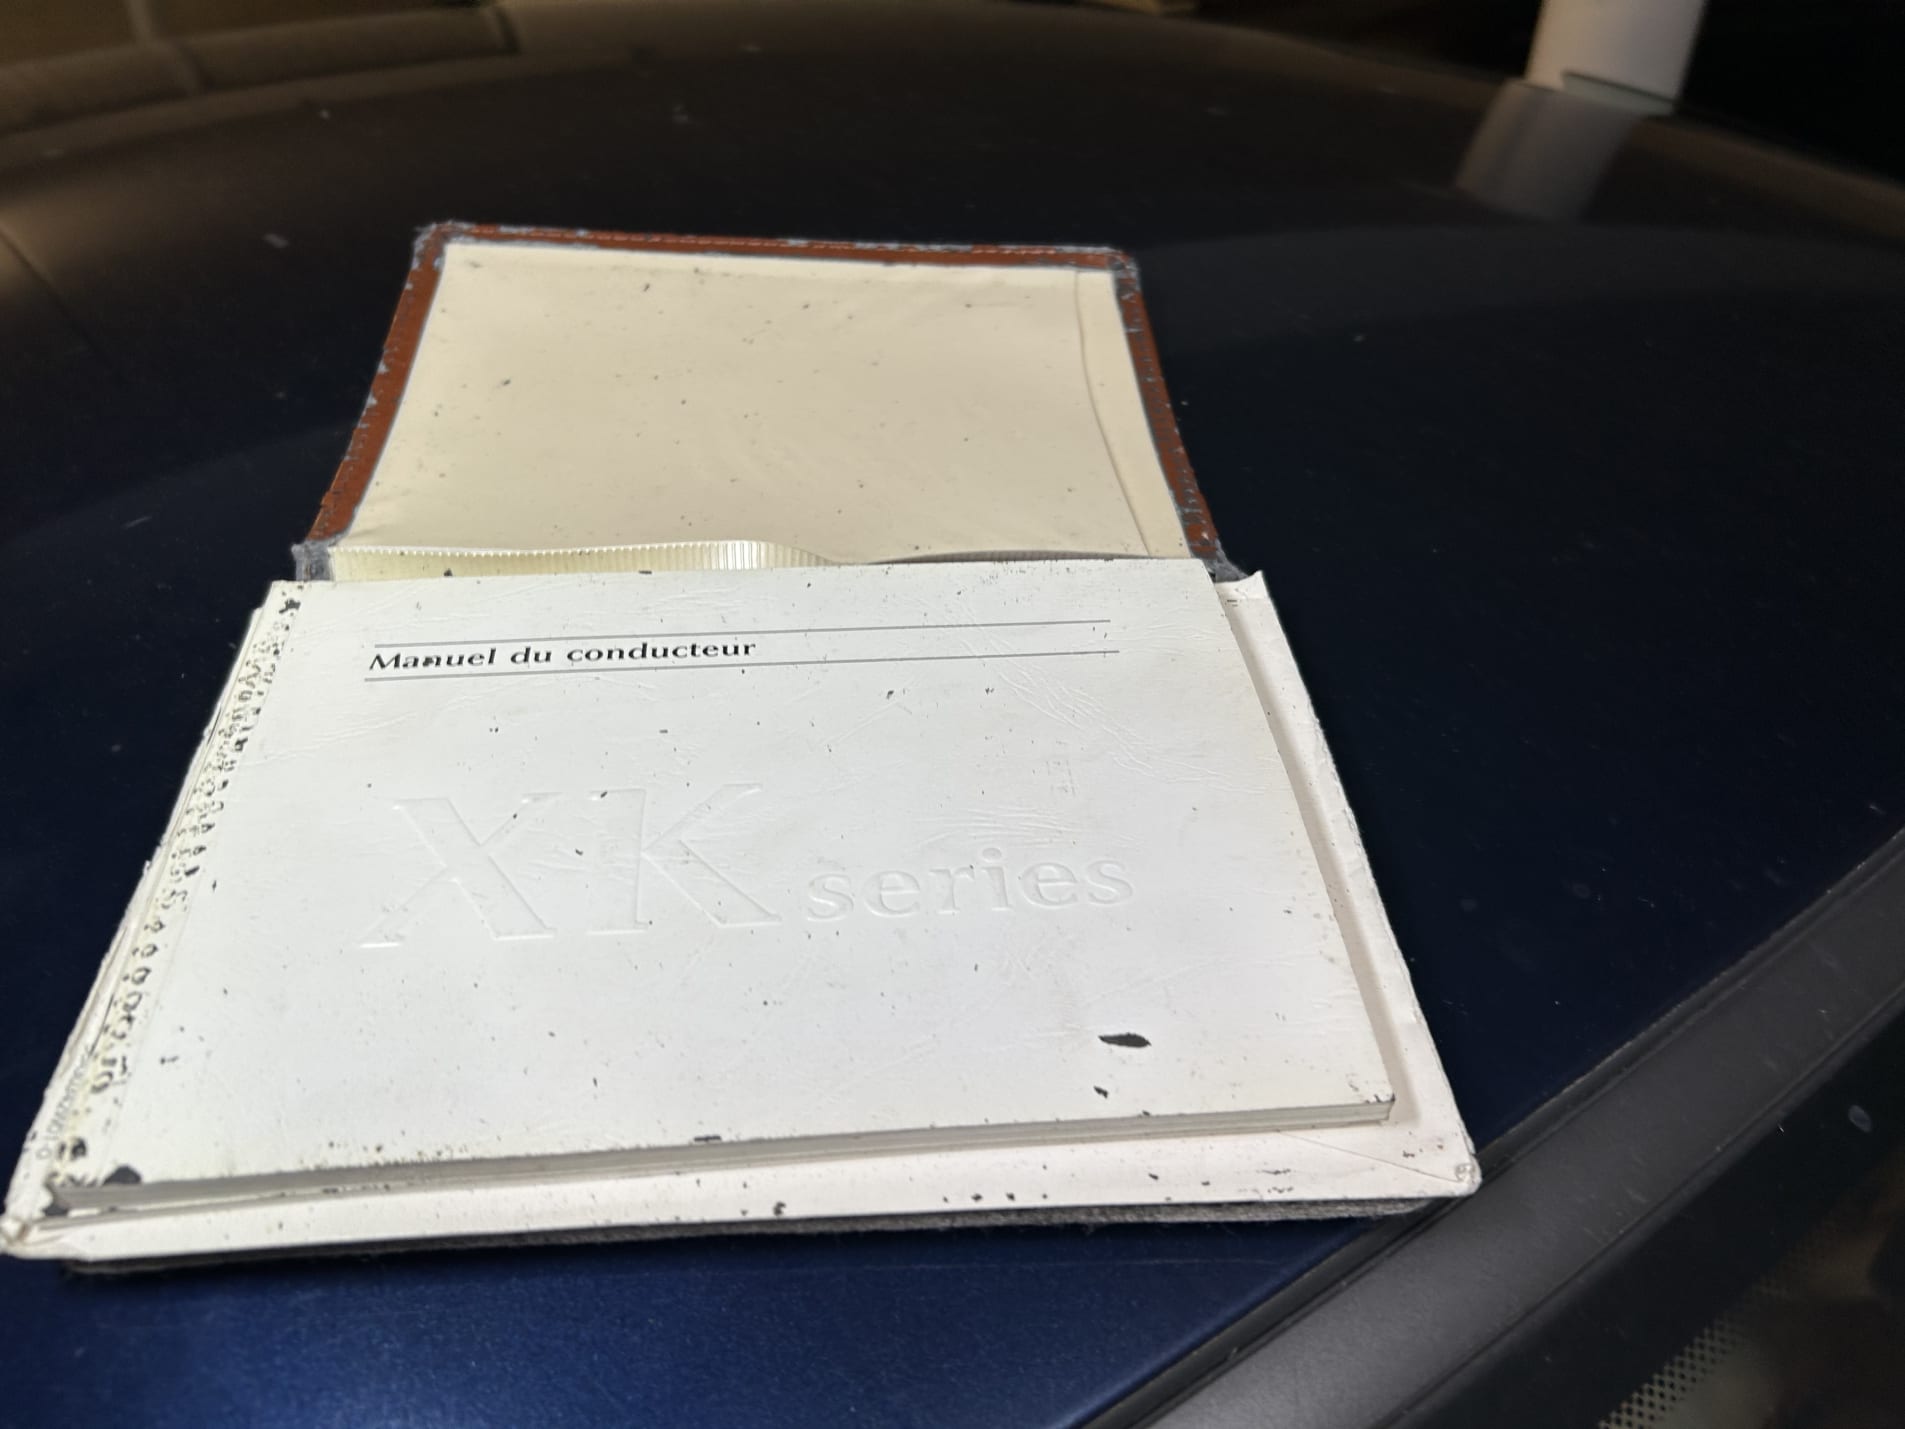 Manuel du conducteur
XK series